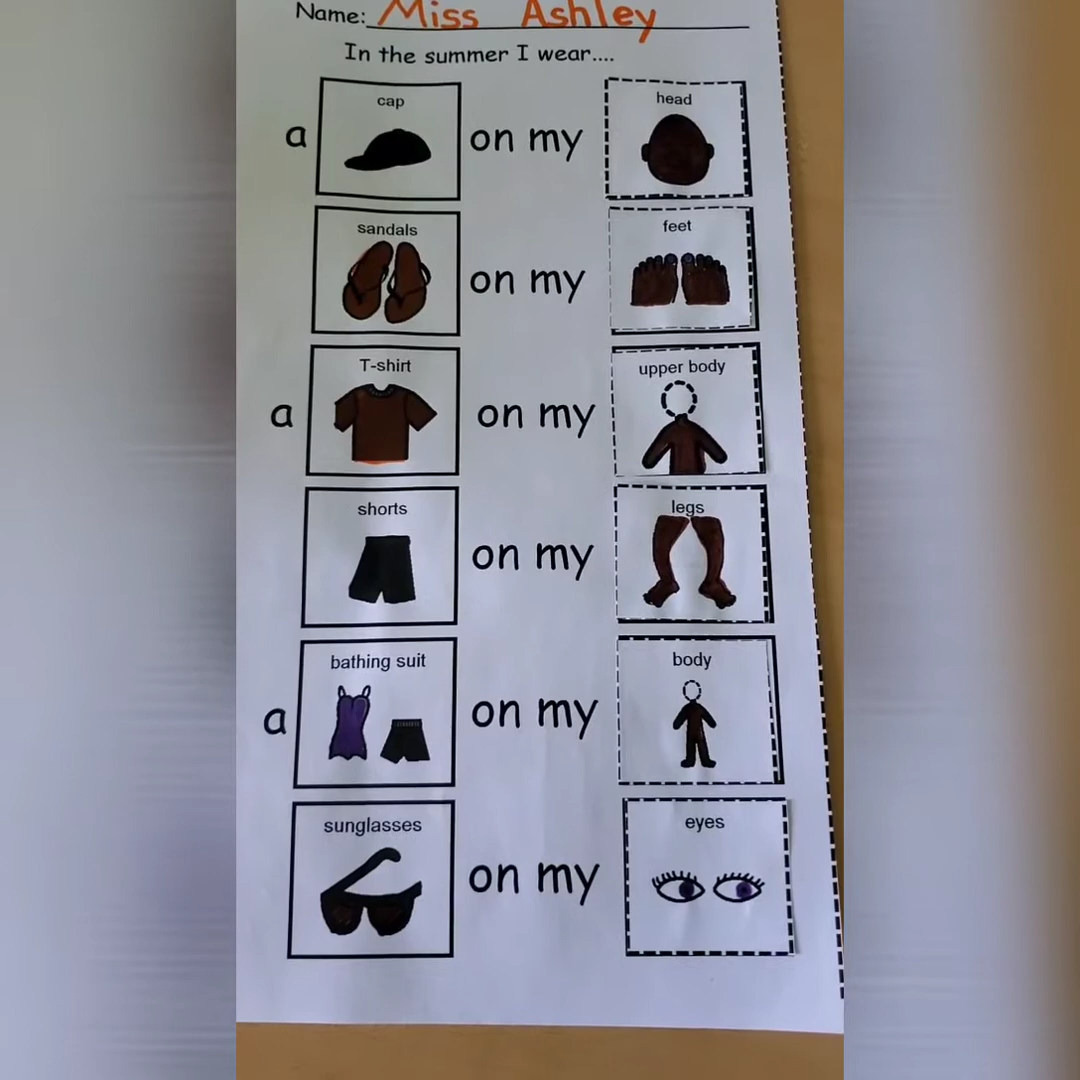 Name: Miss Ashley
In the summer I wear....
a cap on my head
sandals on my feet
a T-shirt on my upper body
shorts on my legs
a bathing suit on my body
sunglasses on my eyes